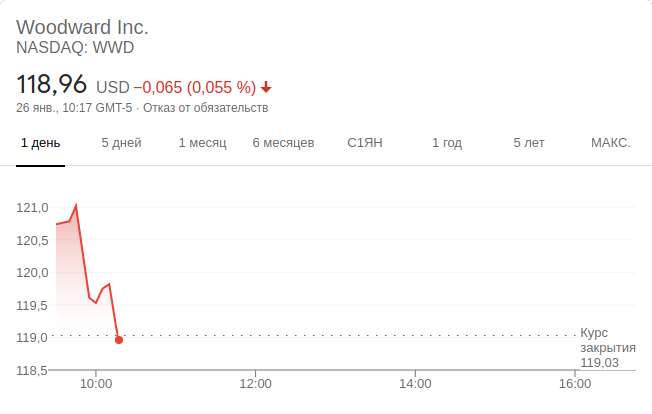 Woodward Inc.
NASDAQ: WWD
118,96 USD −0,065 (0,055 %)
26 янв., 10:17 GMT-5 · Отказ от обязательств
1 день 5 дней 1 месяц 6 месяцев С1ЯН 1 год 5 лет МАКС.
121,0
120,5
120,0
119,5
119,0
118,5
Курс
закрытия
119,03
10:00 12:00 14:00 16:00